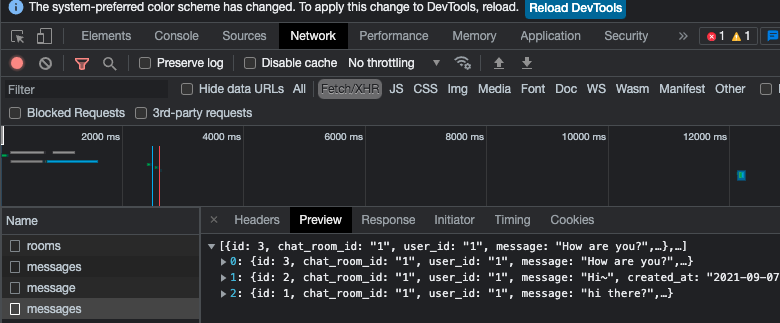 The system-preferred color scheme has changed. To apply this change to DevTools, reload. Reload DevTools
Elements Console Sources Network Performance Memory Application Security » 1 1
Preserve log Disable cache No throttling
Filter Hide data URLs All Fetch/XHR JS CSS Img Media Font Doc WS Wasm Manifest Other
Blocked Requests 3rd-party requests
2000 ms 4000 ms 6000 ms 8000 ms 10000 ms 12000 ms
Name × Headers Preview Response Initiator Timing Cookies
rooms
messages
message
messages
[{id: 3, chat_room_id: "1", user_id: "1", message: "How are you?",…},…]
0: {id: 3, chat_room_id: "1", user_id: "1", message: "How are you?",…}
1: {id: 2, chat_room_id: "1", user_id: "1", message: "Hi~", created_at: "2021-09-07
2: {id: 1, chat_room_id: "1", user_id: "1", message: "hi there?",…}